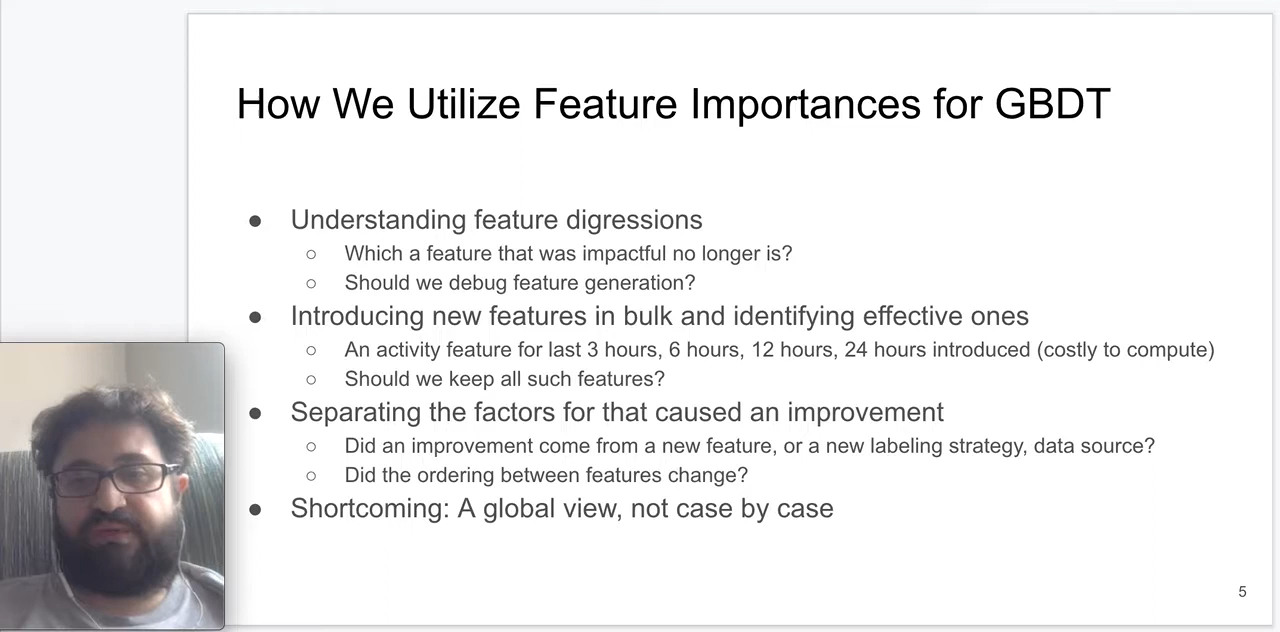 How We Utilize Feature Importances for GBDT
● Understanding feature digressions
○ Which a feature that was impactful no longer is?
○ Should we debug feature generation?
● Introducing new features in bulk and identifying effective ones
○ An activity feature for last 3 hours, 6 hours, 12 hours, 24 hours introduced (costly to compute)
○ Should we keep all such features?
● Separating the factors for that caused an improvement
○ Did an improvement come from a new feature, or a new labeling strategy, data source?
○ Did the ordering between features change?
● Shortcoming: A global view, not case by case
5